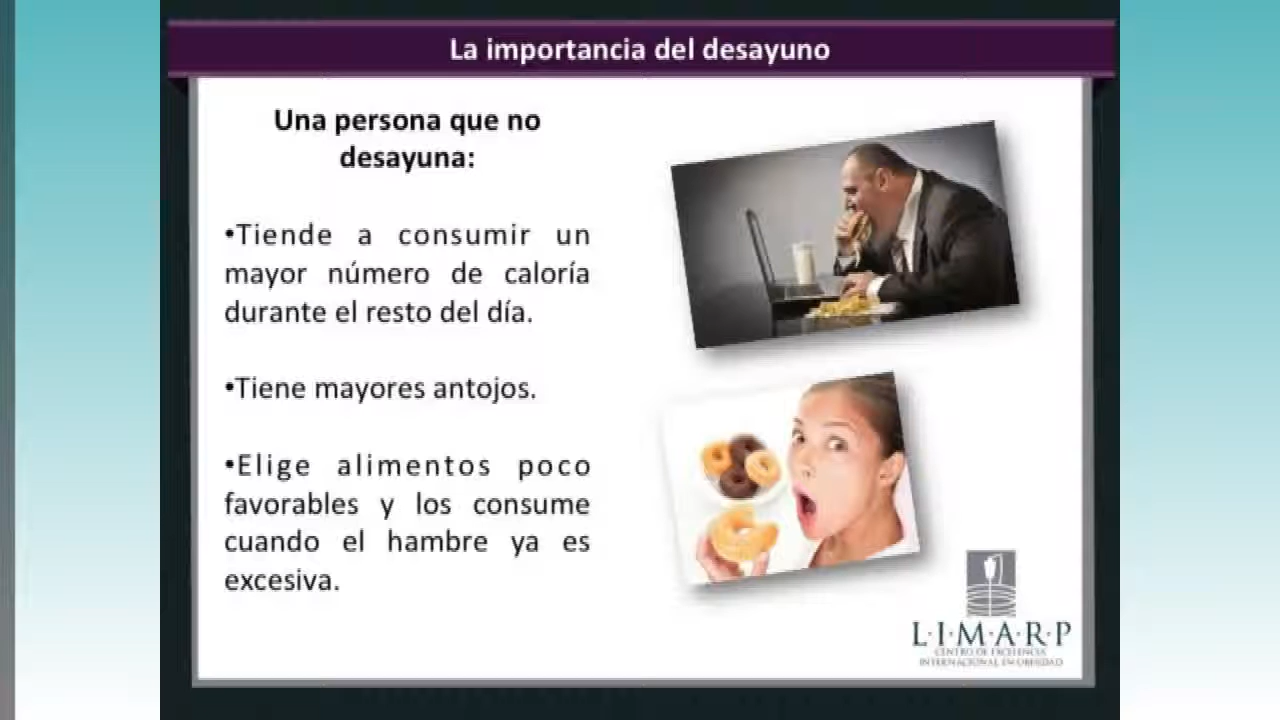 La importancia del desayuno
Una persona que no
desayuna:
•Tiende a consumir un
mayor número de caloría
durante el resto del día.
•Tiene mayores antojos.
•Elige alimentos poco
favorables y los consume
cuando el hambre ya es
excesiva.
L·I·M·A·R·P
CENTRO DE EXCELENCIA
INTERNACIONAL EN OBESIDAD